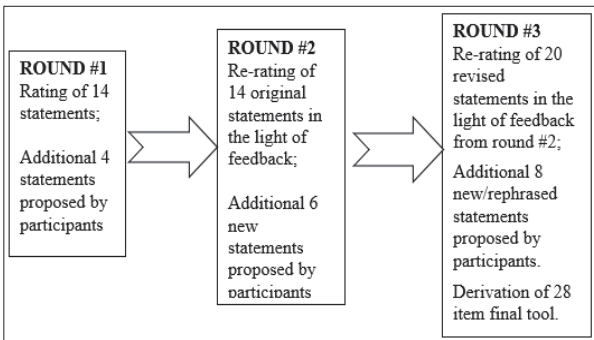 ROUND #1
Rating of 14
statements;
Additional 4
statements
proposed by
participants
ROUND #2
Re-rating of
14 original
statements in
the light of
feedback;
Additional 6
new
statements
proposed by
participants
ROUND #3
Re-rating of 20
revised
statements in the
light of feedback
from round #2;
Additional 8
new/rephrased
statements
proposed by
participants.
Derivation of 28
item final tool.